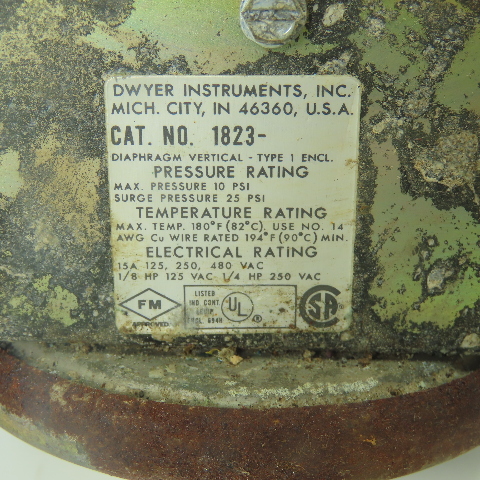 DWYER INSTRUMENTS, INC.
MICH. CITY, IN 46360, U.S.A.
CAT. NO. 1823-
DIAPHRAGM VERTICAL - TYPE 1 ENCL.
PRESSURE RATING
MAX. PRESSURE 10 PSI
SURGE PRESSURE 25 PSI
TEMPERATURE RATING
MAX. TEMP. 180°F (82°C). USE NO. 14
AWG Cu WIRE RATED 194°F (90°C) MIN.
ELECTRICAL RATING
15A 125, 250, 480 VAC
1/8 HP 125 VAC 1/4 HP 250 VAC
FM
APPROVED
LISTED
IND CONT
694H
UL
®
SA